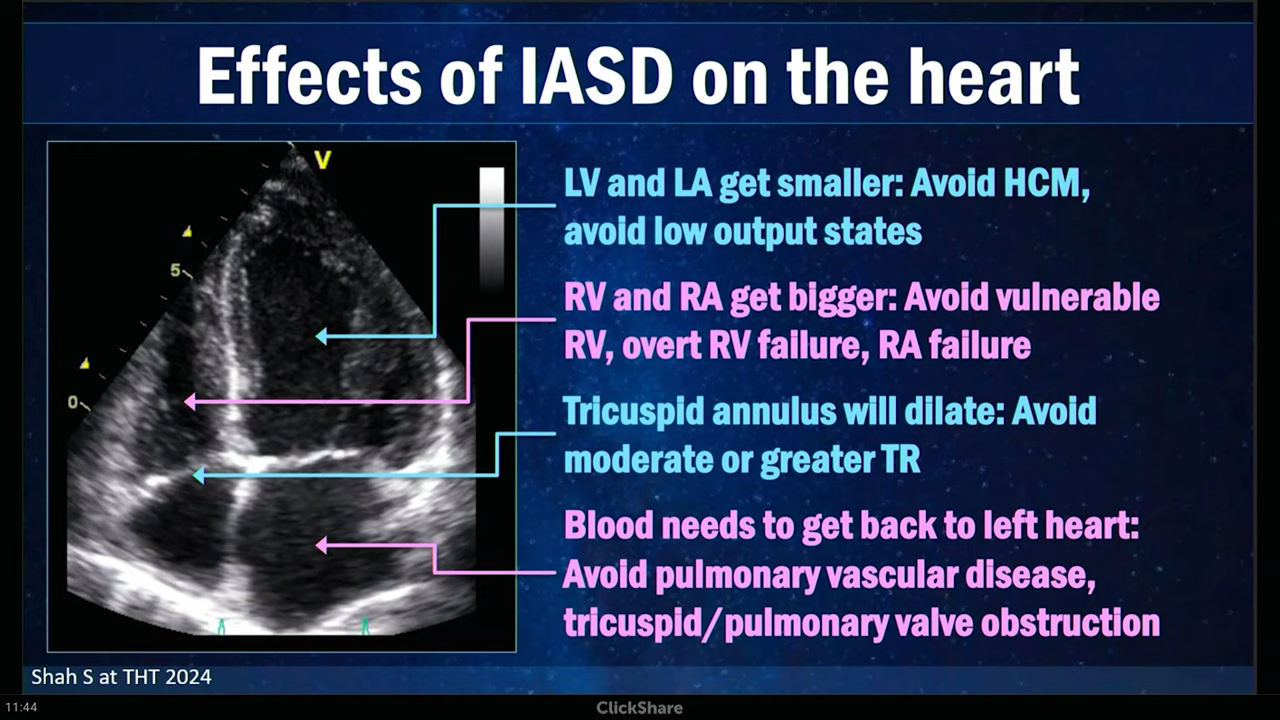 Effects of IASD on the heart
V
5
0
LV and LA get smaller: Avoid HCM,
avoid low output states
RV and RA get bigger: Avoid vulnerable
RV, overt RV failure, RA failure
Tricuspid annulus will dilate: Avoid
moderate or greater TR
Blood needs to get back to left heart:
Avoid pulmonary vascular disease,
tricuspid/pulmonary valve obstruction
Shah S at THT 2024
11:44
ClickShare